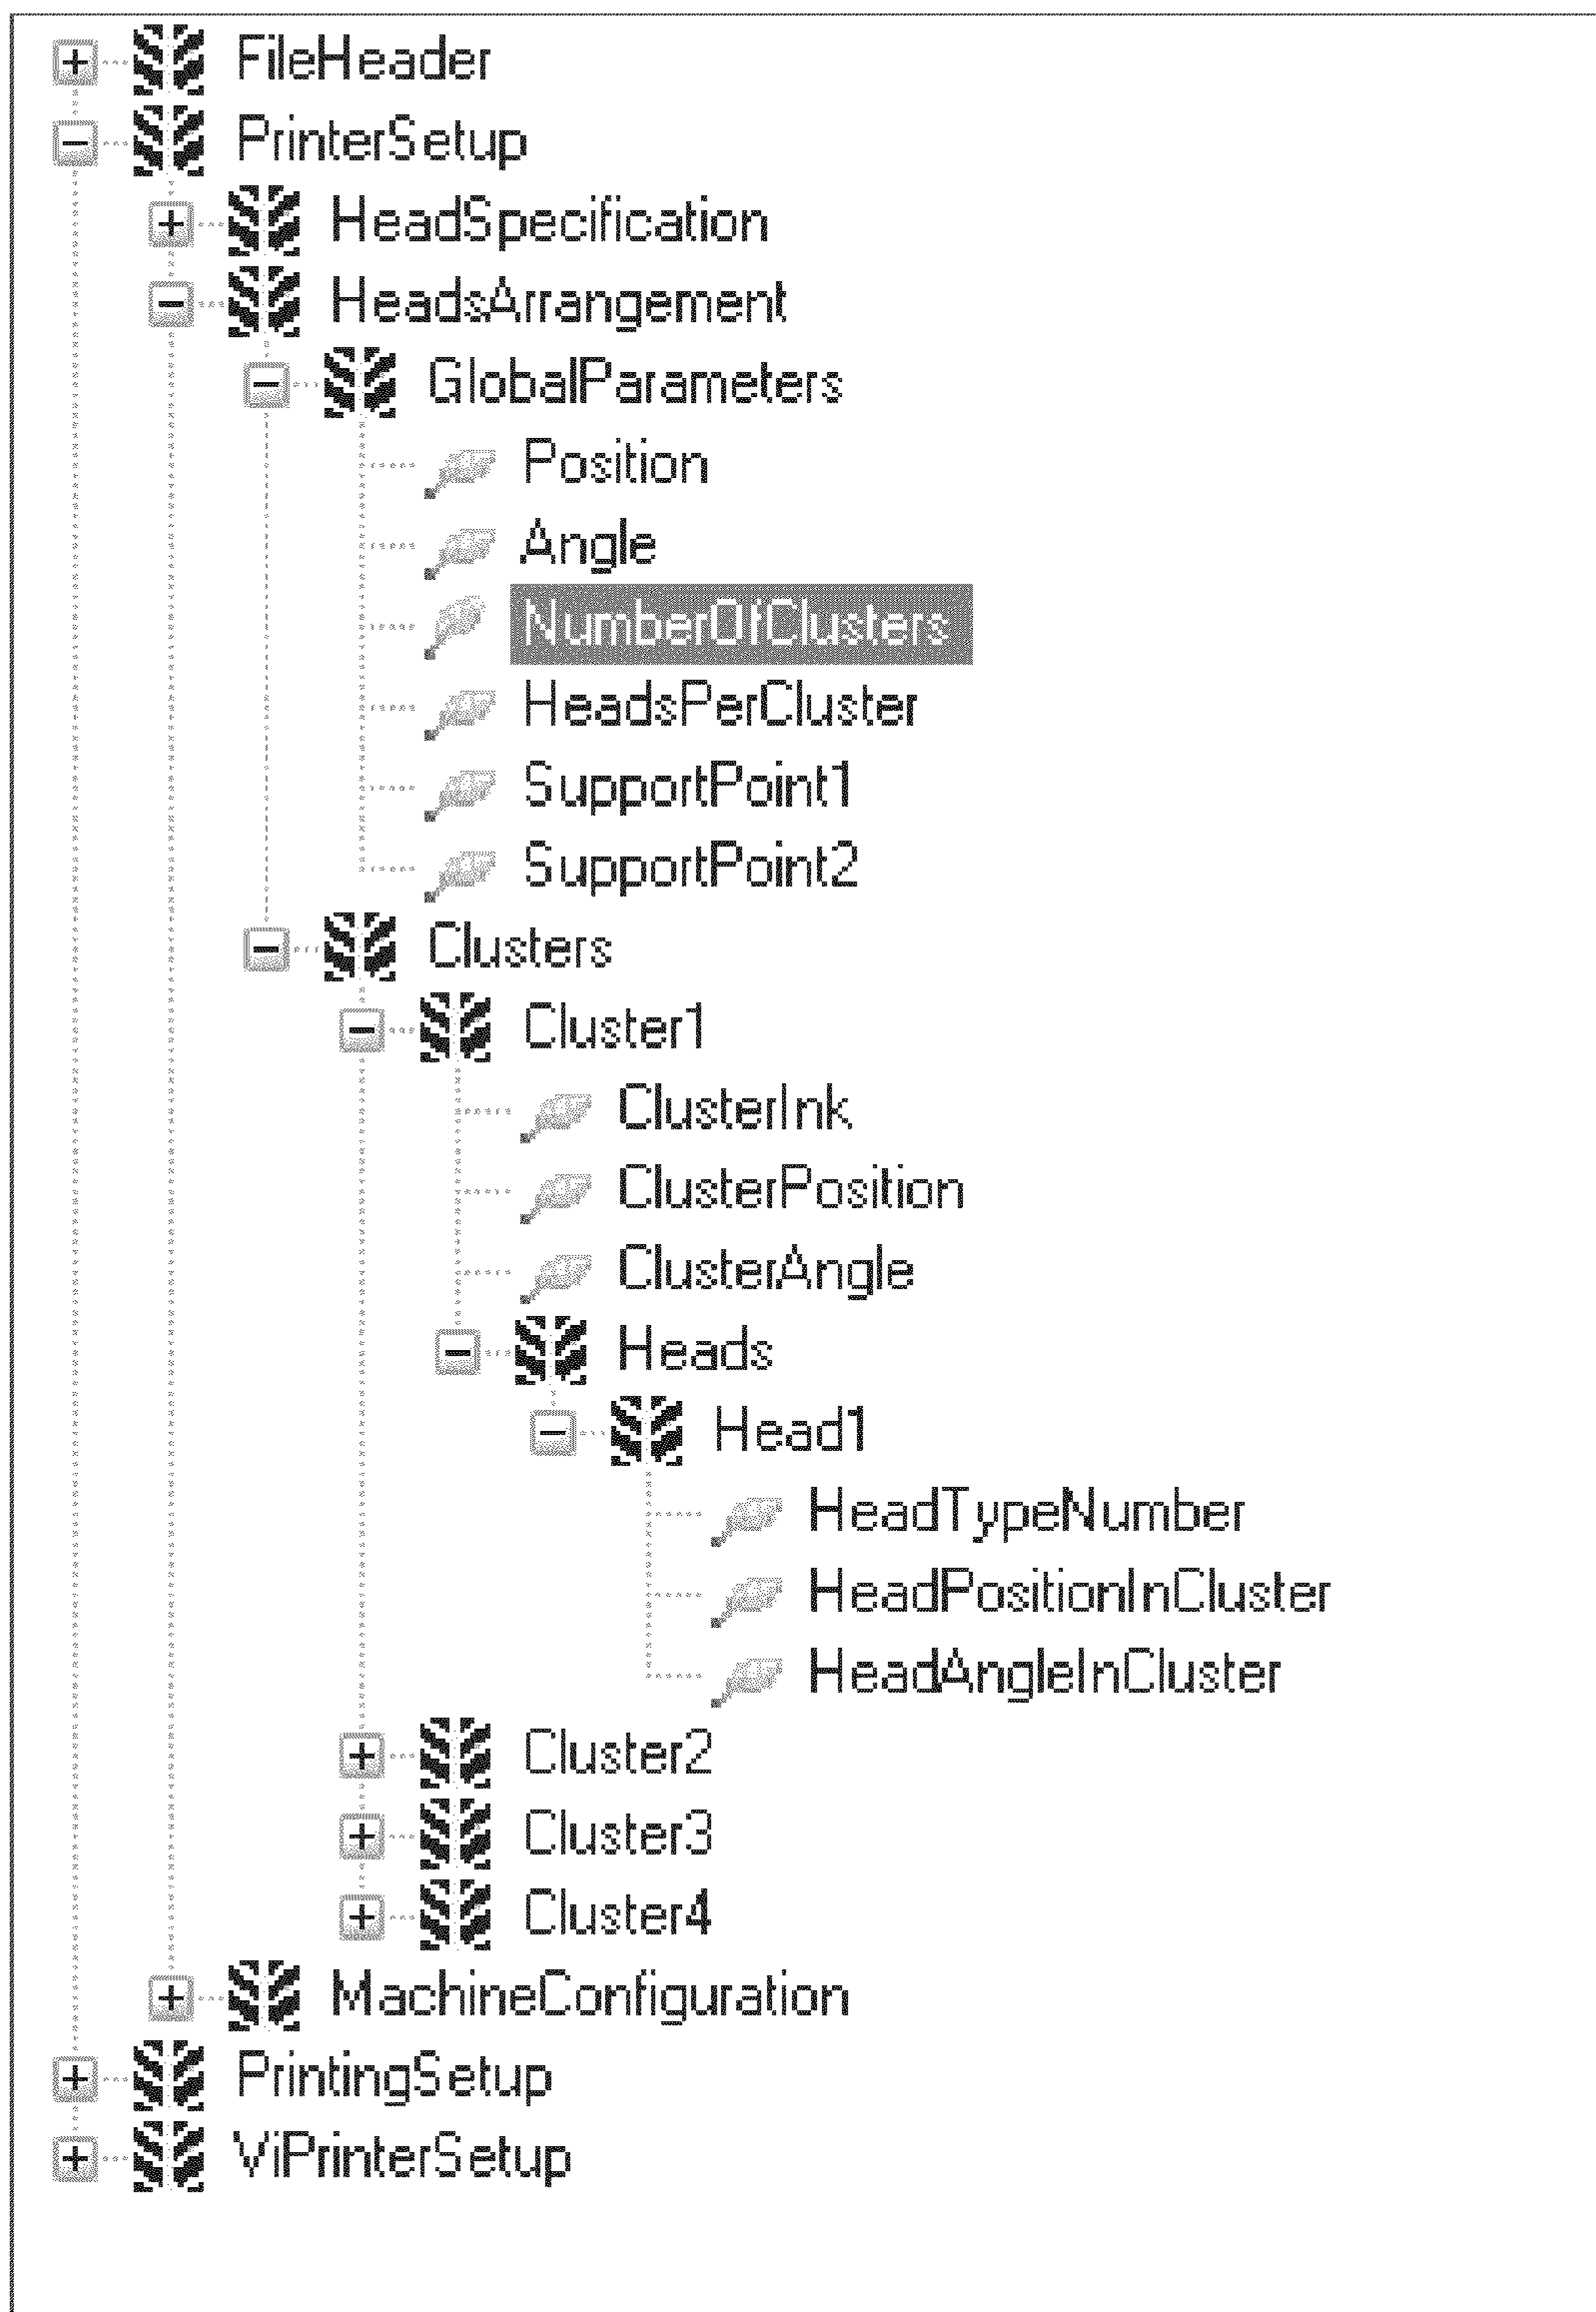 FileHeader
PrinterSetup
HeadSpecification
HeadsArrangement
GlobalParameters
Position
Angle
NumberOfClusters
HeadsPerCluster
SupportPoint1
SupportPoint2
Clusters
Cluster1
ClusterInk
ClusterPosition
ClusterAngle
Heads
Head1
HeadTypeNumber
HeadPositionInCluster
HeadAngleInCluster
Cluster2
Cluster3
Cluster4
MachineConfiguration
PrintingSetup
ViPrinterSetup